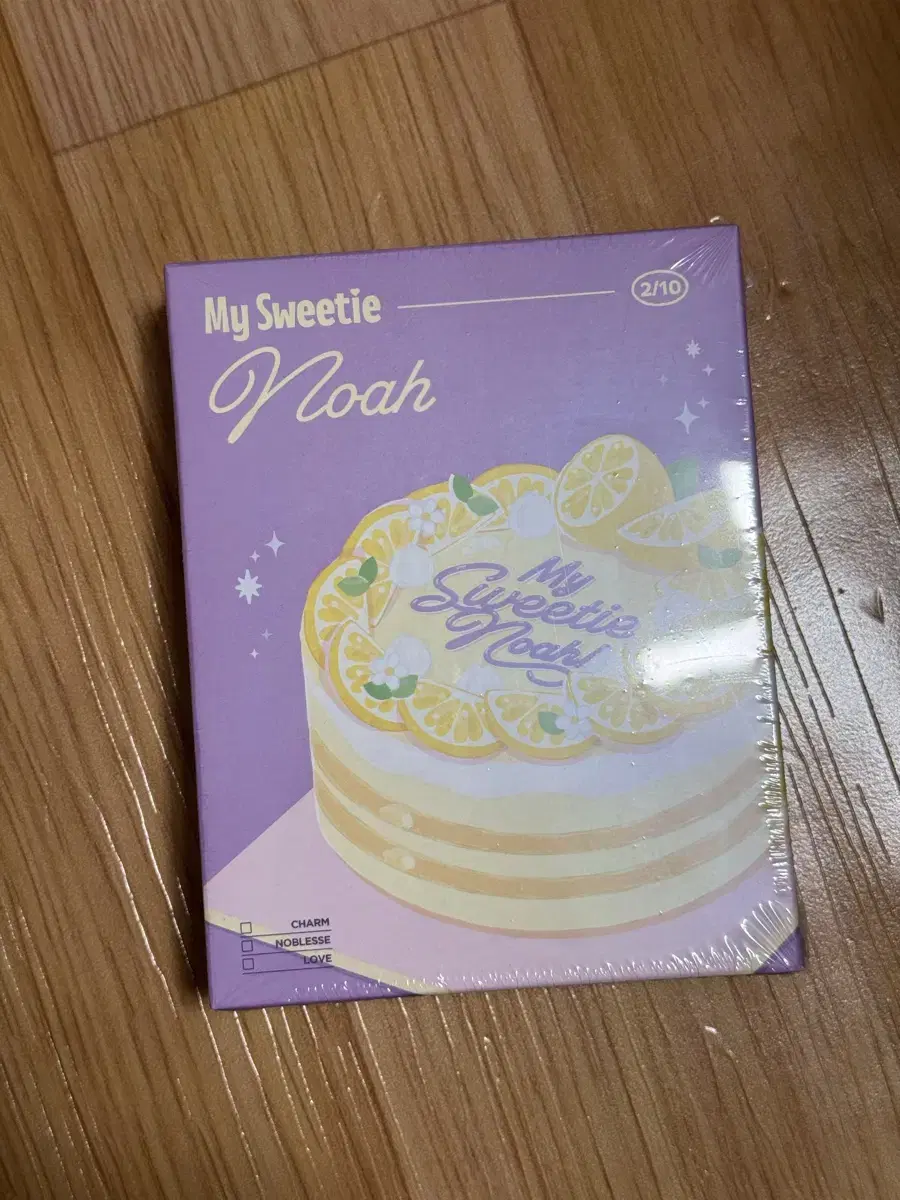 My Sweetie
2/10
Noah
My
Sweetie
Noah!
CHARM
NOBLESSE
LOVE